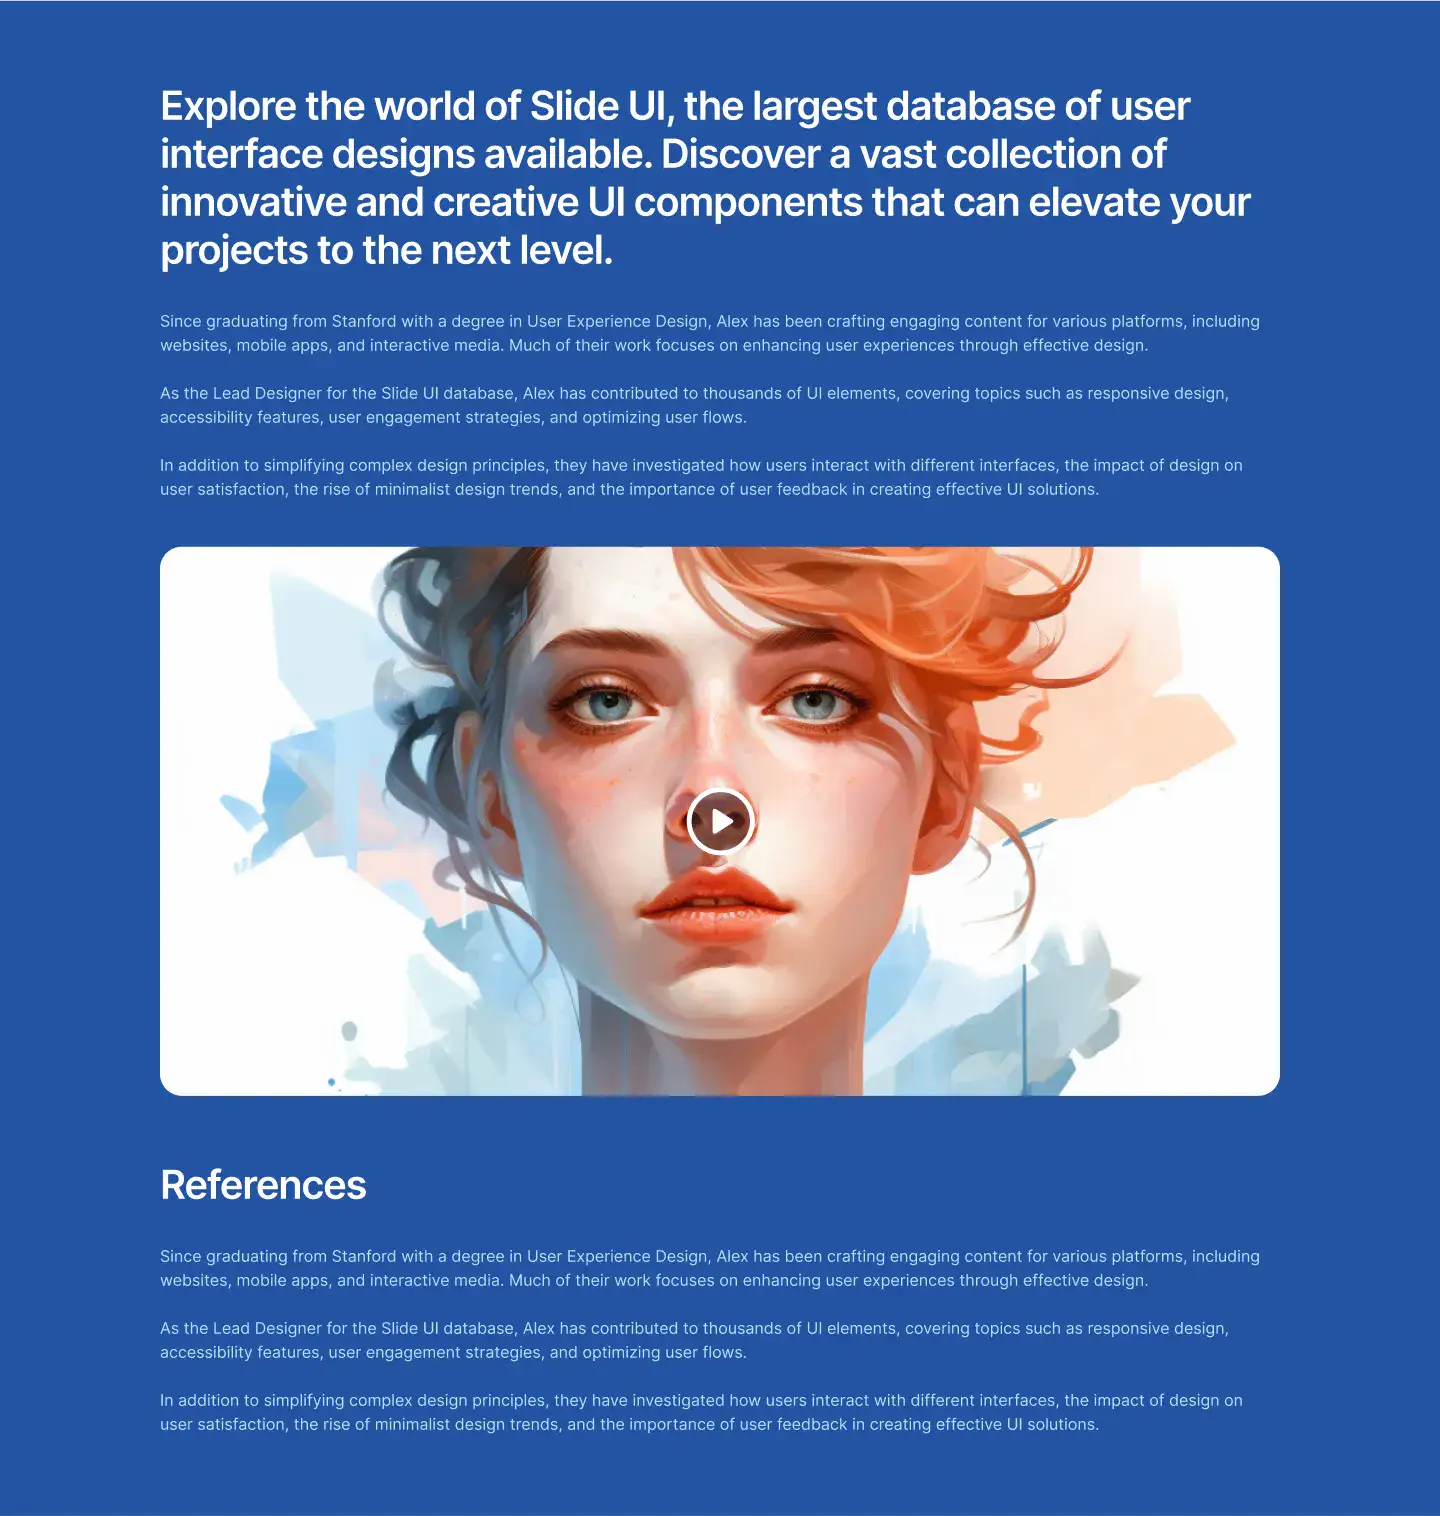 Explore the world of Slide UI, the largest database of user
interface designs available. Discover a vast collection of
innovative and creative UI components that can elevate your
projects to the next level.
Since graduating from Stanford with a degree in User Experience Design, Alex has been crafting engaging content for various platforms, including
websites, mobile apps, and interactive media. Much of their work focuses on enhancing user experiences through effective design.
As the Lead Designer for the Slide UI database, Alex has contributed to thousands of UI elements, covering topics such as responsive design,
accessibility features, user engagement strategies, and optimizing user flows.
In addition to simplifying complex design principles, they have investigated how users interact with different interfaces, the impact of design on
user satisfaction, the rise of minimalist design trends, and the importance of user feedback in creating effective UI solutions.
References
Since graduating from Stanford with a degree in User Experience Design, Alex has been crafting engaging content for various platforms, including
websites, mobile apps, and interactive media. Much of their work focuses on enhancing user experiences through effective design.
As the Lead Designer for the Slide UI database, Alex has contributed to thousands of UI elements, covering topics such as responsive design,
accessibility features, user engagement strategies, and optimizing user flows.
In addition to simplifying complex design principles, they have investigated how users interact with different interfaces, the impact of design on
user satisfaction, the rise of minimalist design trends, and the importance of user feedback in creating effective UI solutions.